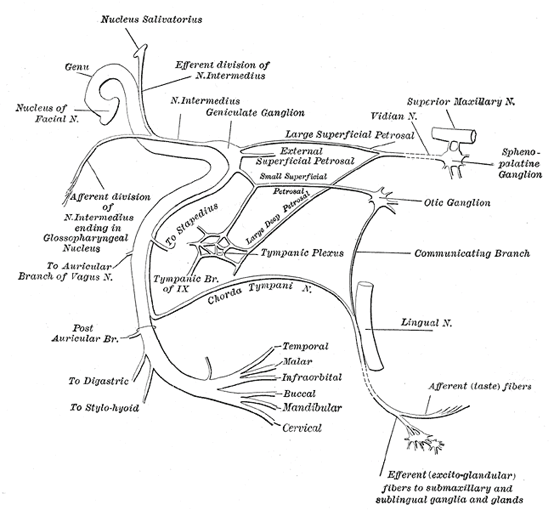 Nucleus Salivatorius
Genu
Efferent division of
N.Intermedius
Nucleus of
Facial N.
N.Intermedius
Geniculate Ganglion
Superior Maxillary N.
Vidian N.
Large Superficial Petrosal
External
Superficial Petrosal
Spheno-
palatine
Ganglion
Small Superficial
Petrosal
Afferent division
of
N.Intermedius
ending in
Glossopharyngeal
Nucleus
Otic Ganglion
To Stapedius
Large Deep Petrosal
Tympanic Plexus
Communicating Branch
To Auricular
Branch of Vagus N.
Tympanic Br.
of IX
Chorda Tympani N.
Lingual N.
Post
Auricular Br.
Temporal
Malar
Infraorbital
Buccal
Mandibular
Cervical
To Digastric
To Stylo-hyoid
Afferent (taste) fibers
Efferent (excito-glandular)
fibers to submaxillary and
sublingual ganglia and glands